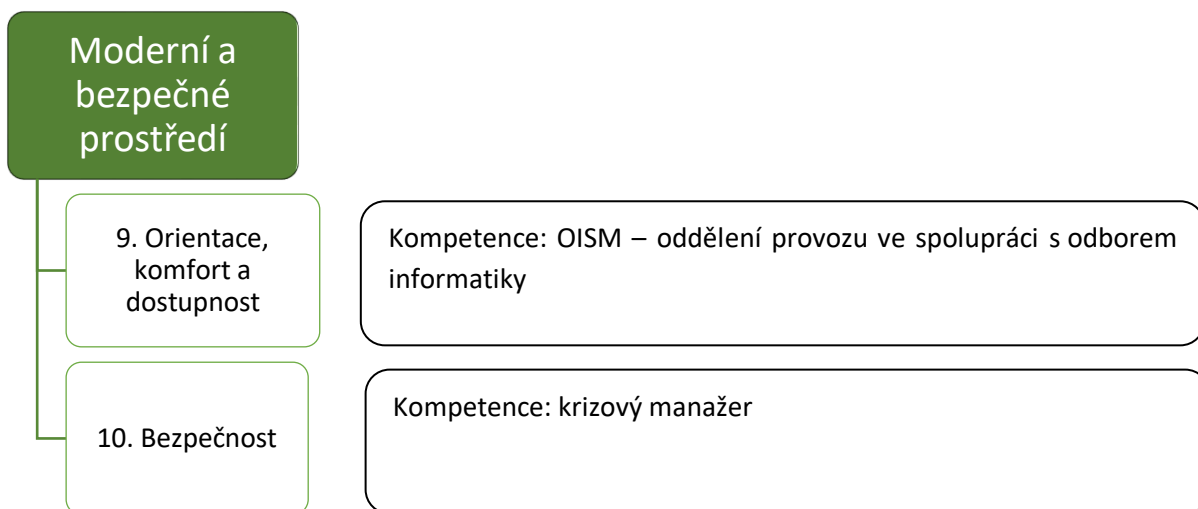 Moderní a
bezpečné
prostředí
9. Orientace,
komfort a
dostupnost
Kompetence: OISM – oddělení provozu ve spolupráci s odborem
informatiky
10. Bezpečnost
Kompetence: krizový manažer